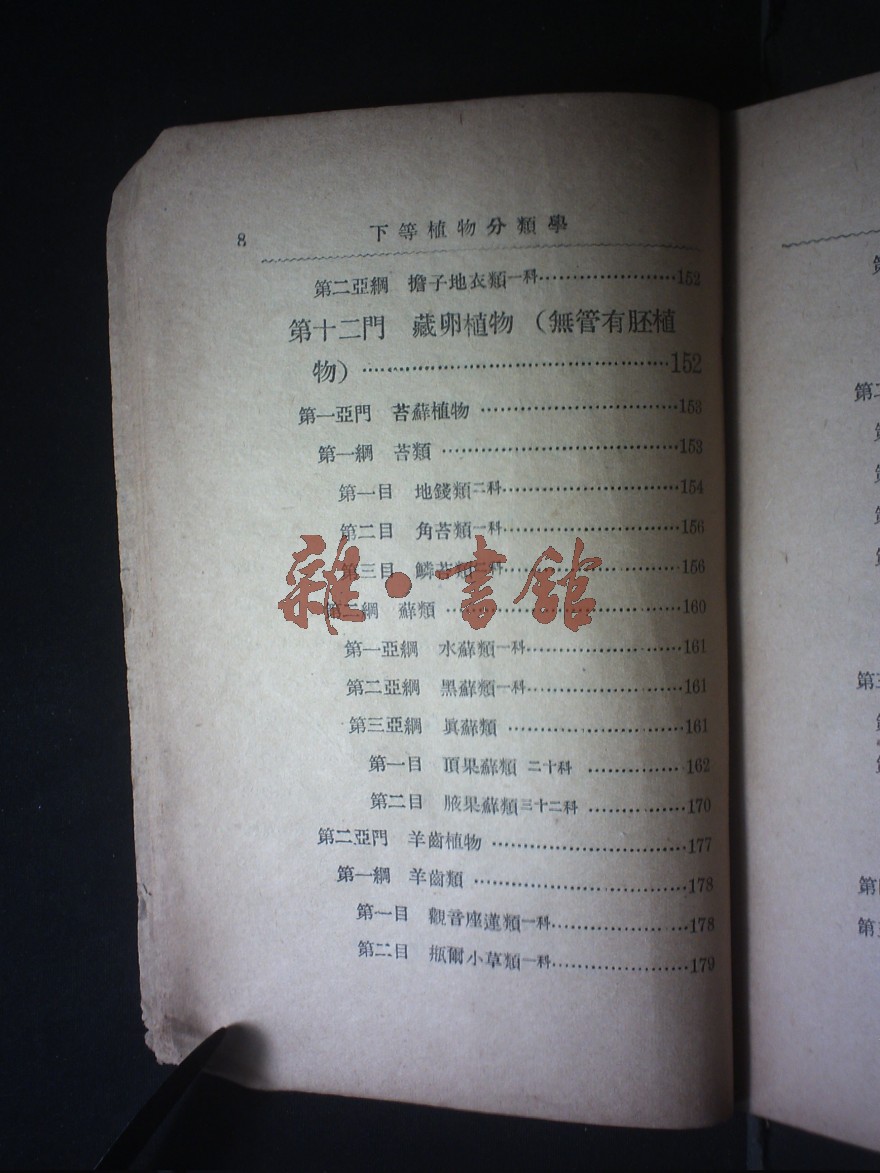 8 下等植物分類學
第二亞綱 擔子地衣類一科………………152
第十二門 藏卵植物（無管有胚植
物）………………152
第一亞門 苔蘚植物………………153
第一綱 苔類………………153
第一目 地錢類二科………………154
第二目 角苔類一科………………156
第三目 鱗苔類二科………………156
第二綱 蘚類………………160
第一亞綱 水蘚類一科………………161
第二亞綱 黑蘚類一科………………161
第三亞綱 眞蘚類………………161
第一目 頂果蘚類 二十科………………162
第二目 腋果蘚類三十二科………………170
第二亞門 羊齒植物………………177
第一綱 羊齒類………………178
第一目 觀音座蓮類一科………………178
第二目 瓶爾小草類一科………………179
雜·書館